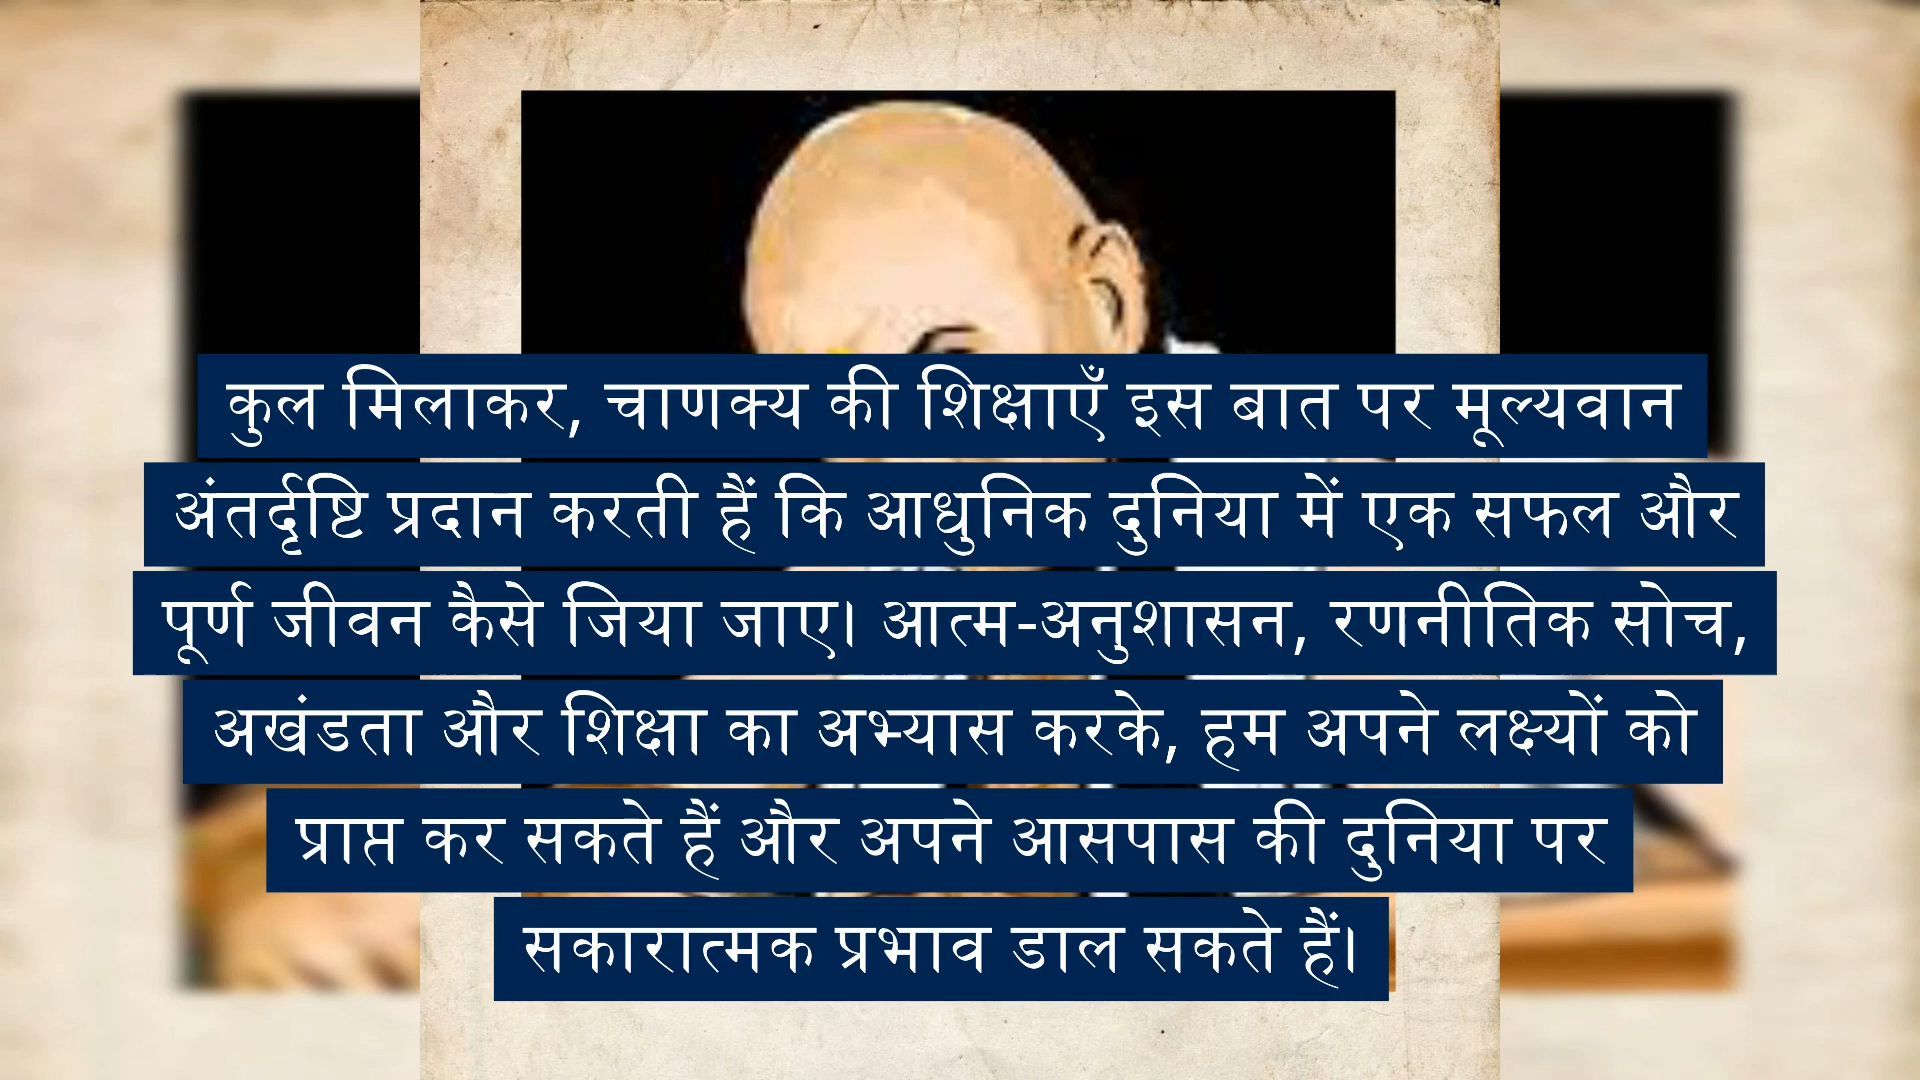 कुल मिलाकर, चाणक्य की शिक्षाएँ इस बात पर मूल्यवान
अंतर्दृष्टि प्रदान करती हैं कि आधुनिक दुनिया में एक सफल और
पूर्ण जीवन कैसे जिया जाए। आत्म-अनुशासन, रणनीतिक सोच,
अखंडता और शिक्षा का अभ्यास करके, हम अपने लक्ष्यों को
प्राप्त कर सकते हैं और अपने आसपास की दुनिया पर
सकारात्मक प्रभाव डाल सकते हैं।